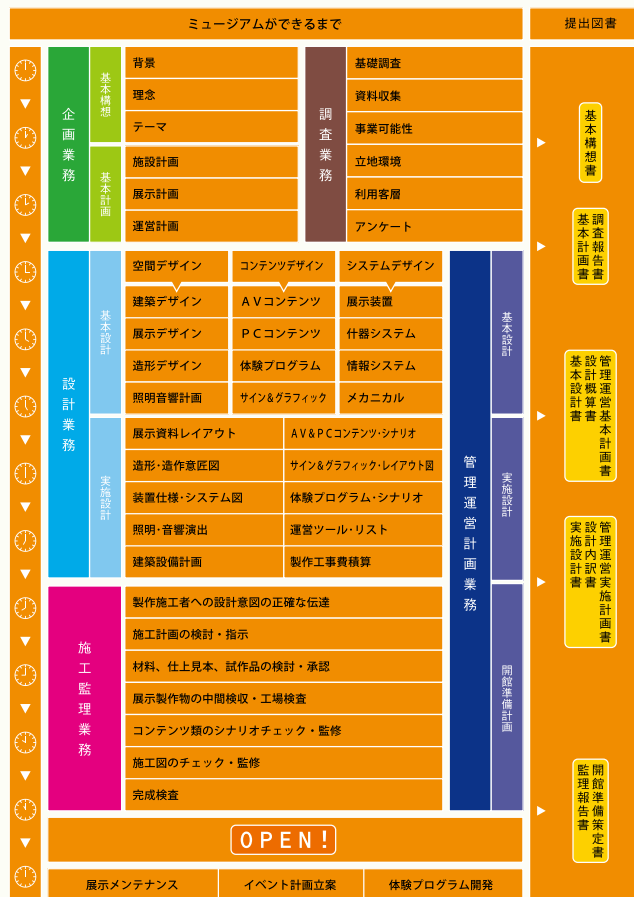 ミュージアムができるまで
提出図書
企画業務
基本構想
背景
理念
テーマ
基本計画
施設計画
展示計画
運営計画
調査業務
基礎調査
資料収集
事業可能性
立地環境
利用客層
アンケート
基本構想書
調査報告書
基本計画書
設計業務
基本設計
空間デザイン
建築デザイン
展示デザイン
造形デザイン
照明音響計画
コンテンツデザイン
AVコンテンツ
PCコンテンツ
体験プログラム
サイン&グラフィック
システムデザイン
展示装置
什器システム
情報システム
メカニカル
実施設計
展示資料レイアウト
造形・造作意匠図
装置仕様・システム図
照明・音響演出
建築設備計画
AV&PCコンテンツ・シナリオ
サイン&グラフィック・レイアウト図
体験プログラム・シナリオ
運営ツール・リスト
製作工事費積算
管理運営計画業務
基本設計
実施設計
開館準備計画
管理運営基本計画書
設計概算書
基本設計書
管理運営実施計画書
設計内訳書
実施設計書
施工監理業務
製作施工者への設計意図の正確な伝達
施工計画の検討・指示
材料、仕上見本、試作品の検討・承認
展示製作物の中間検収・工場検査
コンテンツ類のシナリオチェック・監修
施工図のチェック・監修
完成検査
開館準備策定書
監理報告書
OPEN!
展示メンテナンス
イベント計画立案
体験プログラム開発